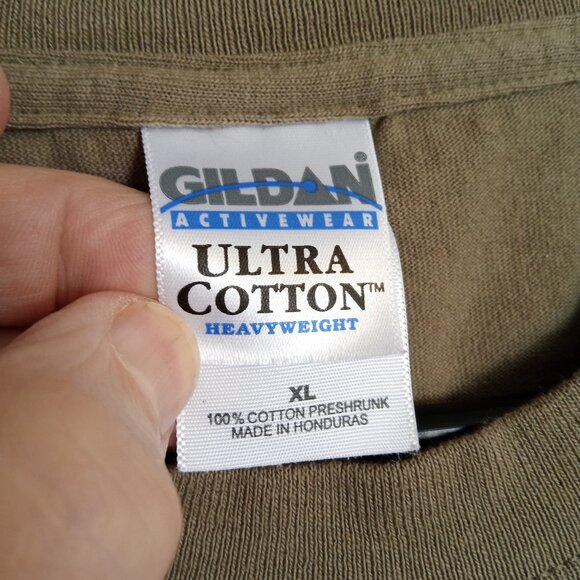 GILDAN
ACTIVEWEAR
ULTRA
COTTON™
HEAVYWEIGHT
XL
100% COTTON PRESHRUNK
MADE IN HONDURAS